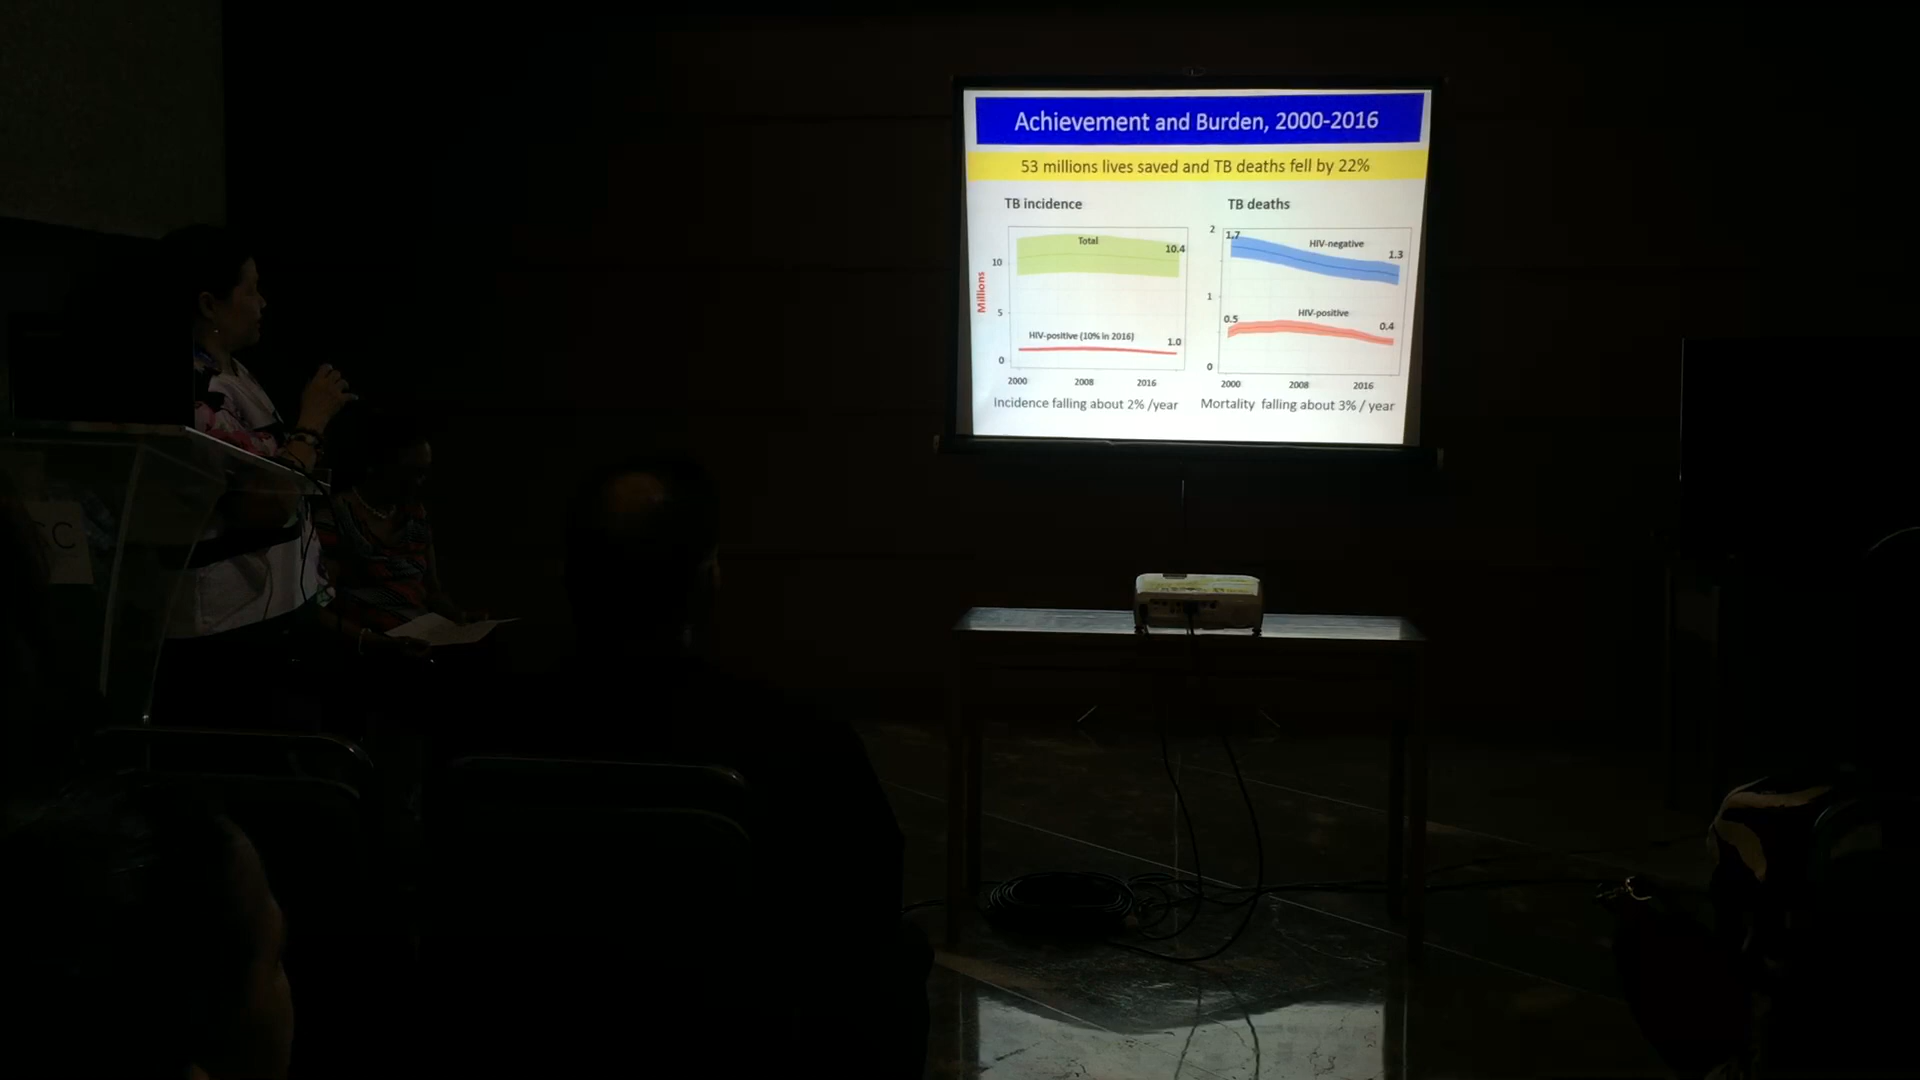 Achievement and Burden, 2000-2016
53 millions lives saved and TB deaths fell by 22%
TB incidence
Total
10.4
10
Millions
5
HIV-positive (10% in 2016)
1.0
0
2000 2008 2016
Incidence falling about 2% /year
TB deaths
2
1.7
HIV-negative
1.3
1
0.5
HIV-positive
0.4
0
2000 2008 2016
Mortality falling about 3% / year
CC